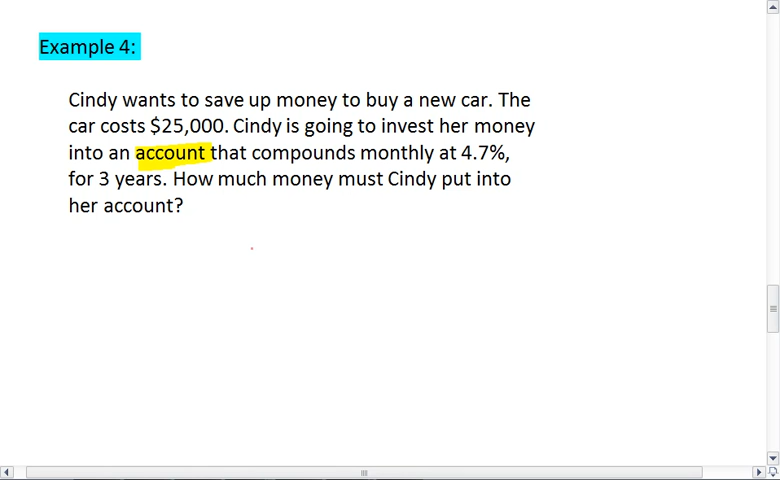 Example 4:
Cindy wants to save up money to buy a new car. The
car costs $25,000. Cindy is going to invest her money
into an account that compounds monthly at 4.7%,
for 3 years. How much money must Cindy put into
her account?